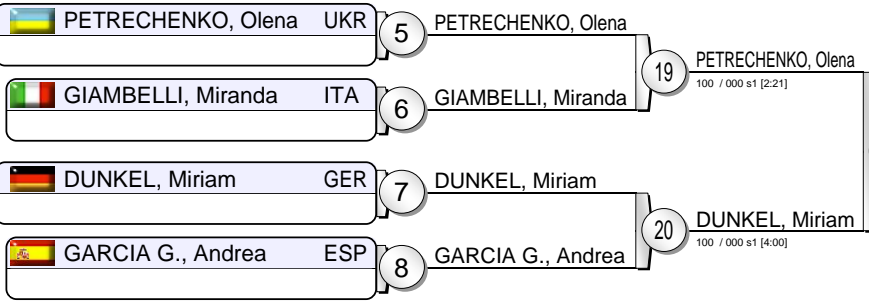 PETRECHENKO, Olena UKR
5
PETRECHENKO, Olena
19
PETRECHENKO, Olena
100 / 000 s1 [2:21]
GIAMBELLI, Miranda ITA
6
GIAMBELLI, Miranda
DUNKEL, Miriam GER
7
DUNKEL, Miriam
20
DUNKEL, Miriam
100 / 000 s1 [4:00]
GARCIA G., Andrea ESP
8
GARCIA G., Andrea